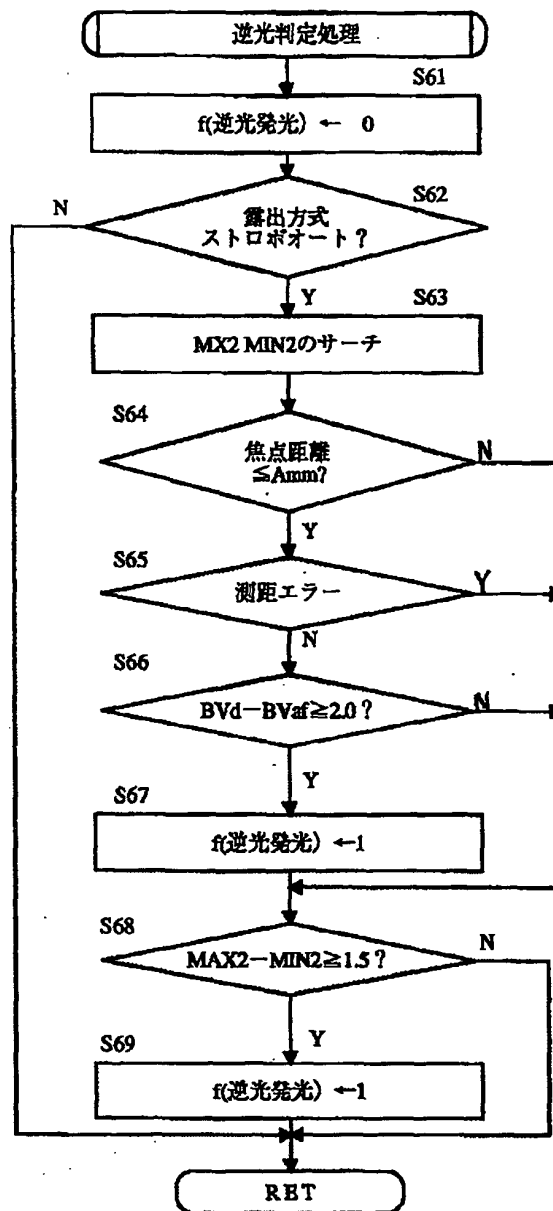 逆光判定処理
S61
f(逆光発光) ← 0
S62
N
露出方式
ストロボオート?
Y
S63
MX2 MIN2のサーチ
S64
焦点距離
≦Amm?
N
Y
S65
測距エラー
Y
N
S66
BVd－BVaf≧2.0?
N
Y
S67
f(逆光発光) ←1
S68
MAX2－MIN2≧1.5?
N
Y
S69
f(逆光発光) ←1
RET